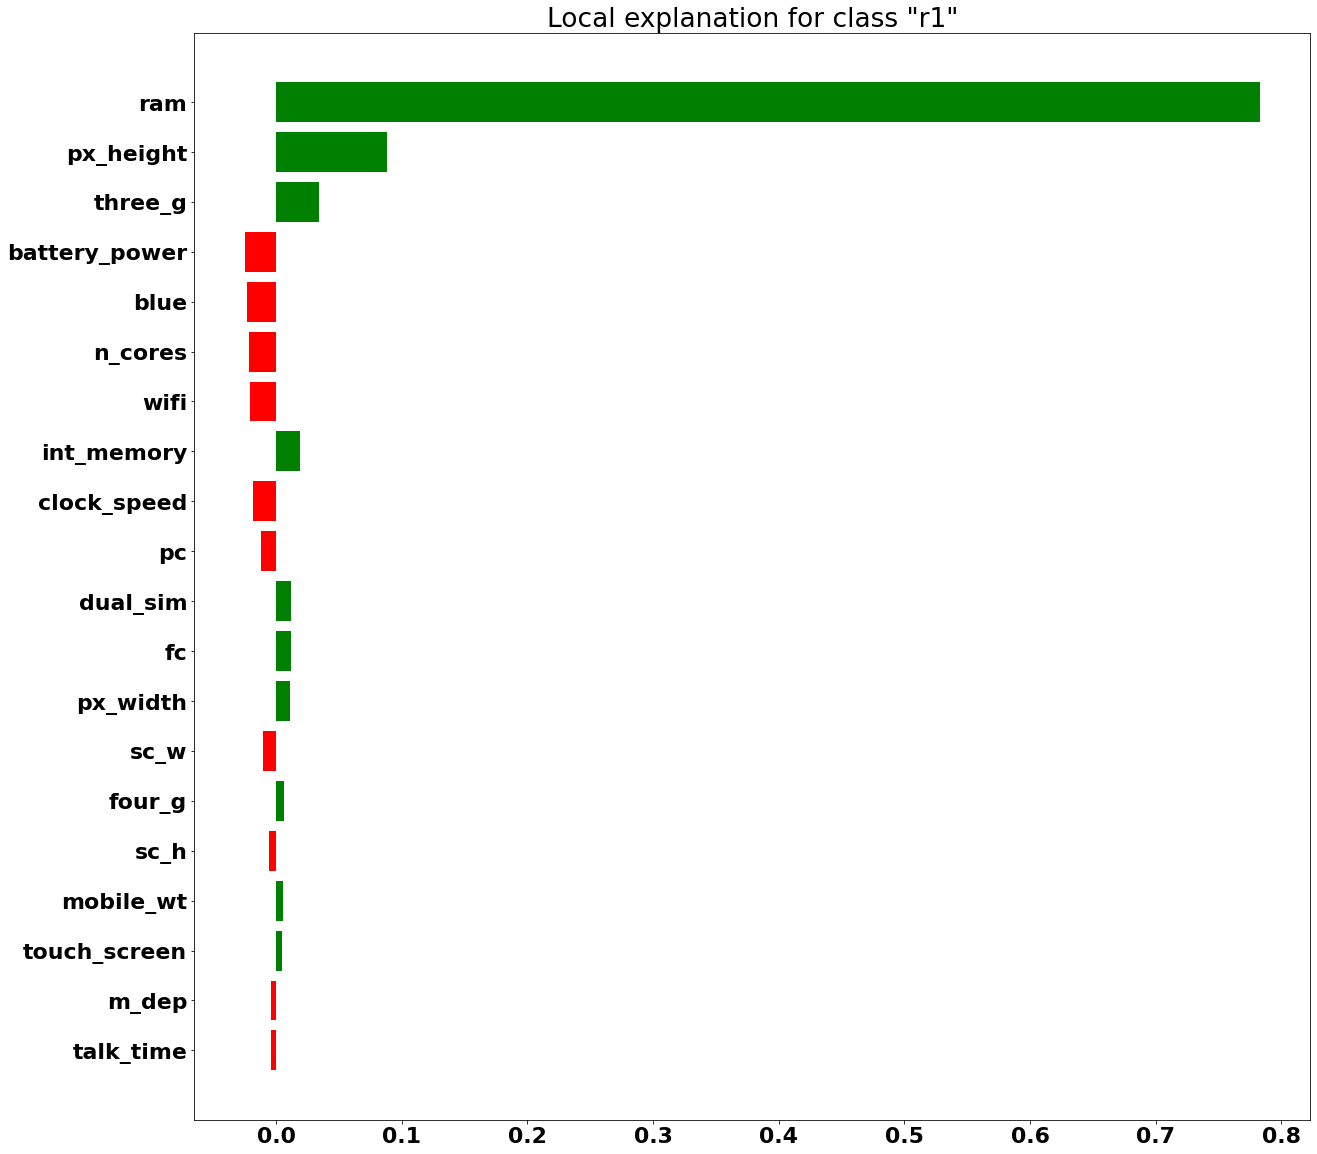 Local explanation for class "r1"
ram
px_height
three_g
battery_power
blue
n_cores
wifi
int_memory
clock_speed
pc
dual_sim
fc
px_width
sc_w
four_g
sc_h
mobile_wt
touch_screen
m_dep
talk_time
0.0 0.1 0.2 0.3 0.4 0.5 0.6 0.7 0.8